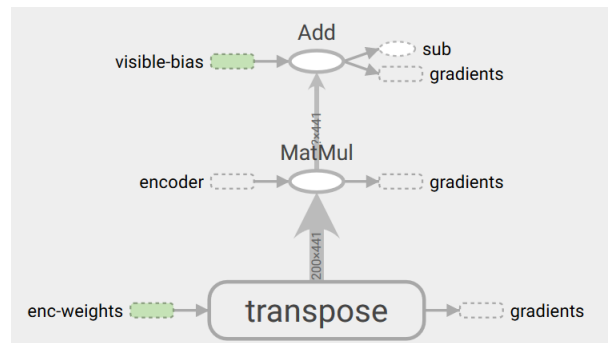 Add
visible-bias
sub
gradients
?×441
MatMul
encoder
gradients
200×441
enc-weights
transpose
gradients